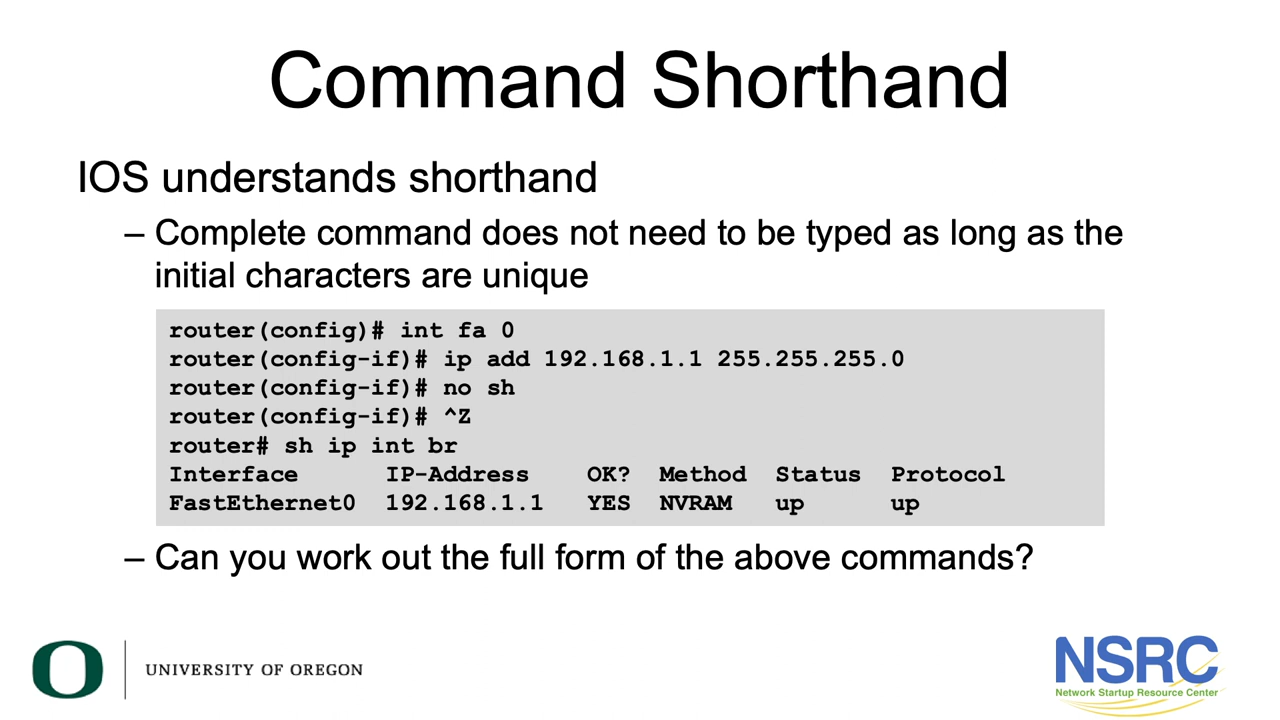 Command Shorthand
IOS understands shorthand
– Complete command does not need to be typed as long as the
initial characters are unique
router(config)# int fa 0
router(config-if)# ip add 192.168.1.1 255.255.255.0
router(config-if)# no sh
router(config-if)# ^Z
router# sh ip int br
Interface      IP-Address    OK?  Method  Status  Protocol
FastEthernet0  192.168.1.1   YES  NVRAM   up      up
– Can you work out the full form of the above commands?
O
UNIVERSITY OF OREGON
NSRC
Network Startup Resource Center